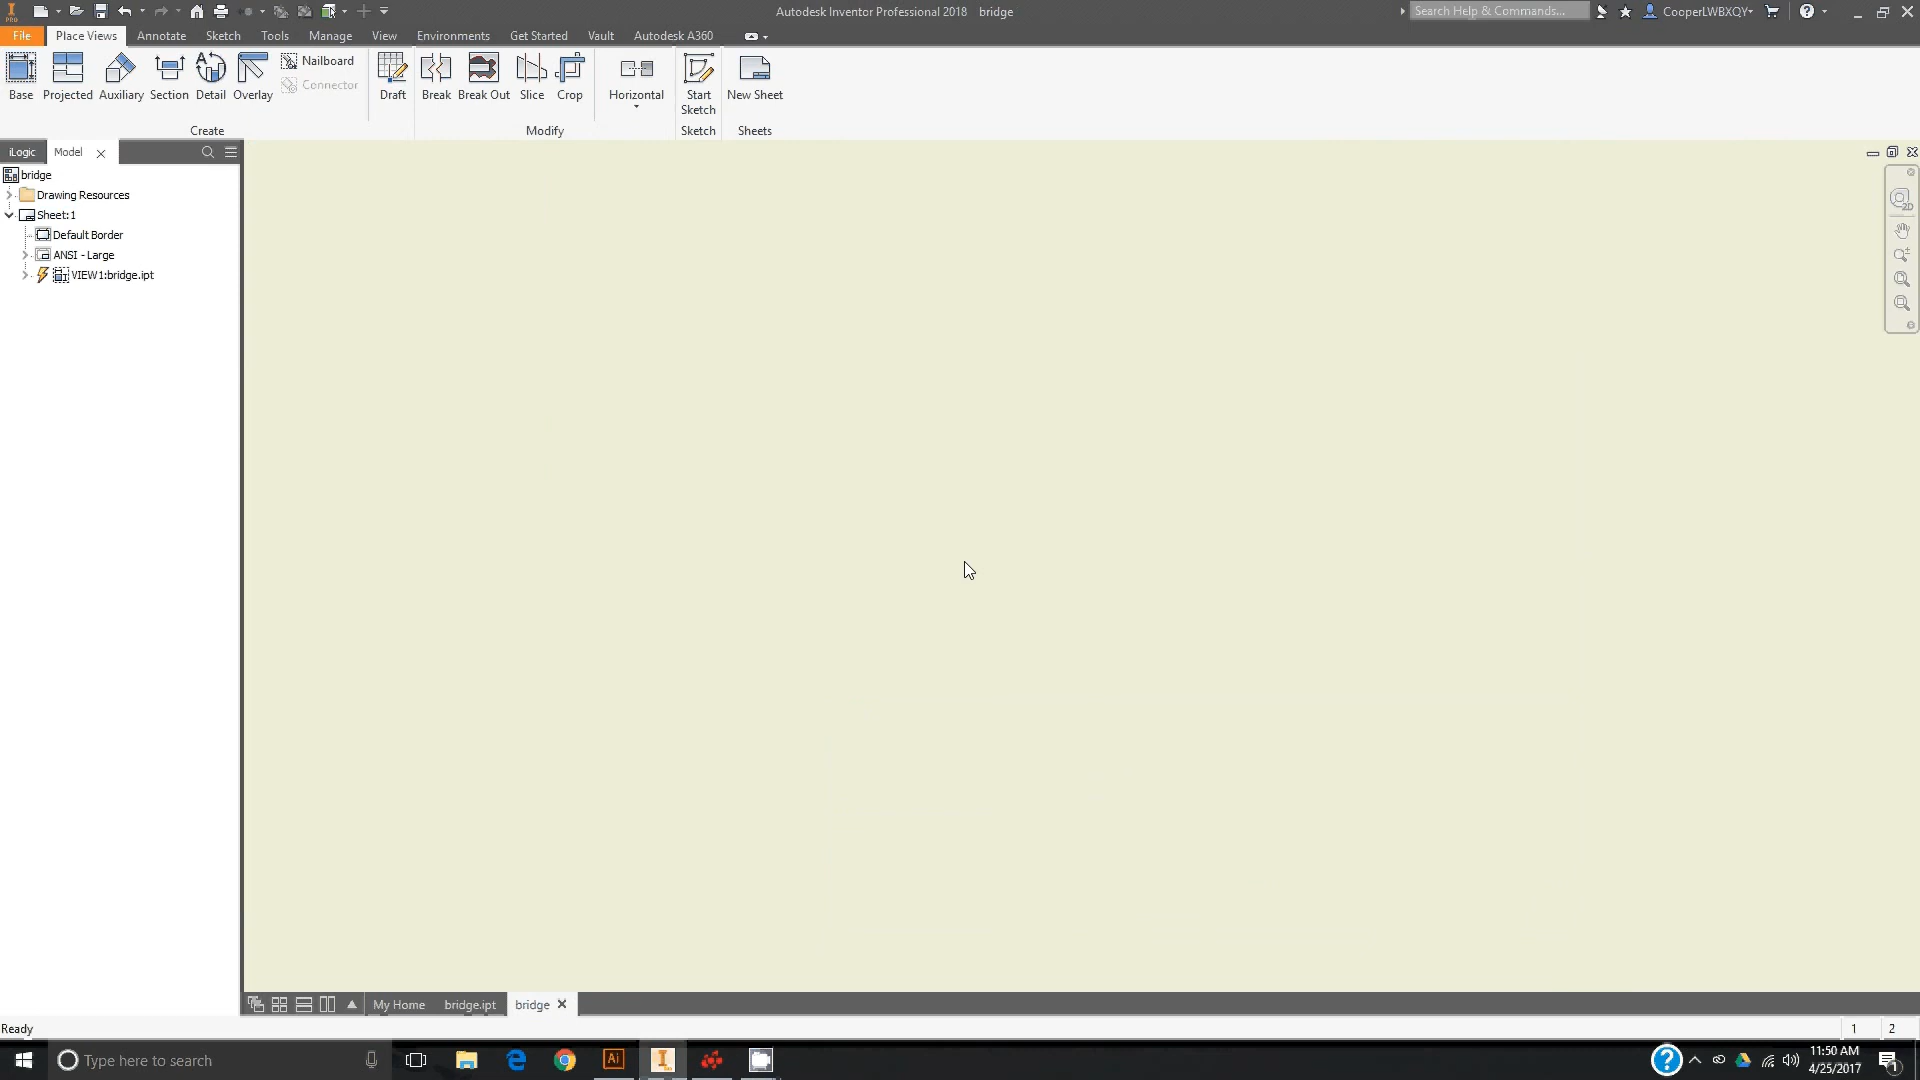 Autodesk Inventor Professional 2018 bridge
Search Help & Commands...
CooperLWBXQY
PRO
File
Place Views
Annotate
Sketch
Tools
Manage
View
Environments
Get Started
Vault
Autodesk A360
Base
Projected
Auxiliary
Section
Detail
Overlay
Nailboard
Connector
Draft
Break
Break Out
Slice
Crop
Horizontal
Start
Sketch
New Sheet
Create
Modify
Sketch
Sheets
iLogic
Model
bridge
Drawing Resources
Sheet:1
Default Border
ANSI - Large
VIEW1:bridge.ipt
2D
My Home
bridge.ipt
bridge
Ready
1
2
Type here to search
Ai
11:50 AM
4/25/2017
1